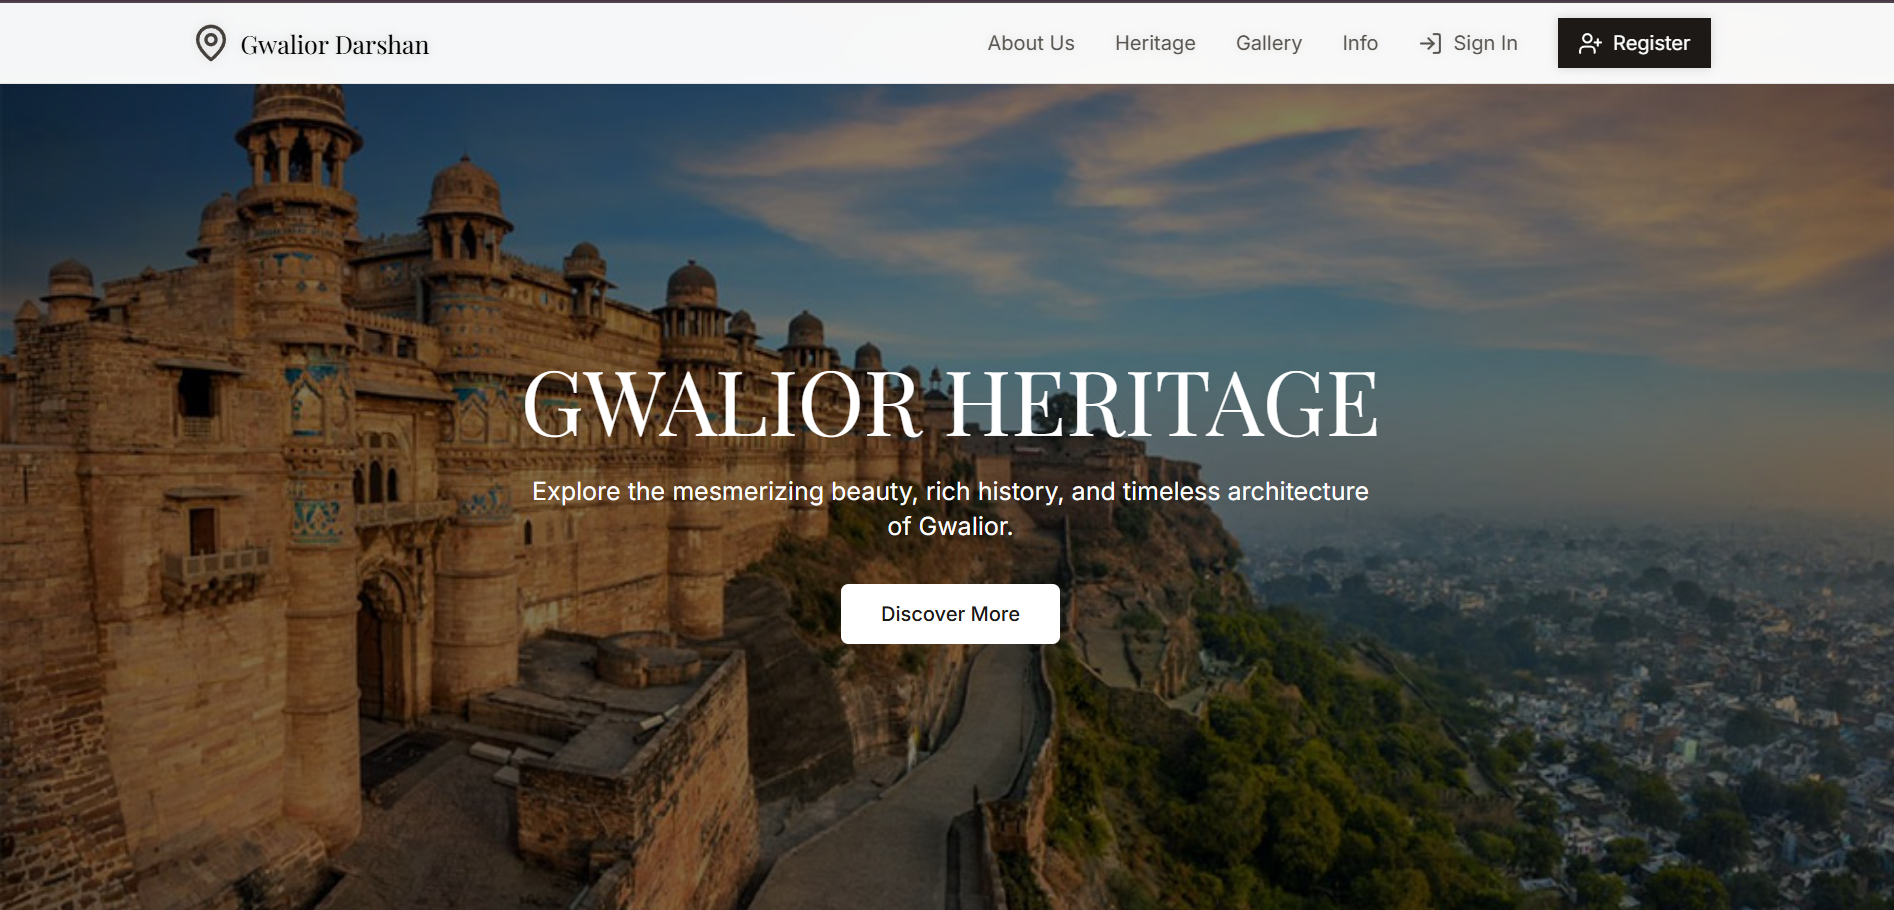 Gwalior Darshan
About Us
Heritage
Gallery
Info
Sign In
Register
GWALIOR HERITAGE
Explore the mesmerizing beauty, rich history, and timeless architecture
of Gwalior.
Discover More